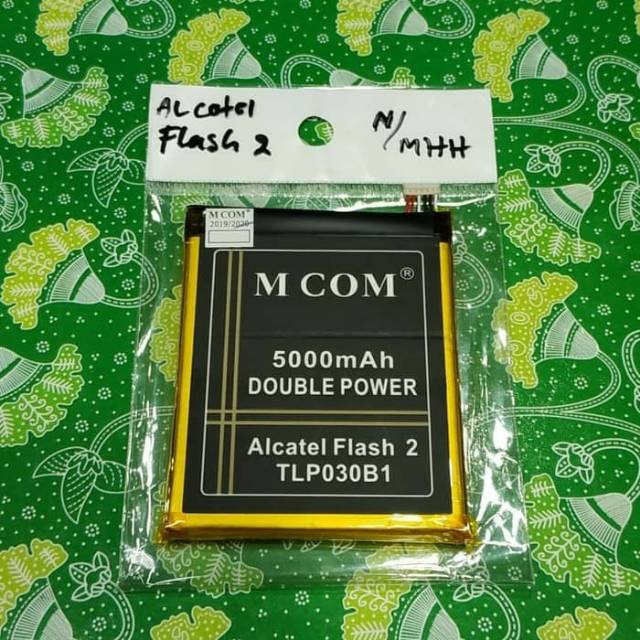 ALcatel
Flash 2
N/MHH
M COM®
2019/2020
M COM®
5000mAh
DOUBLE POWER
Alcatel Flash 2
TLP030B1